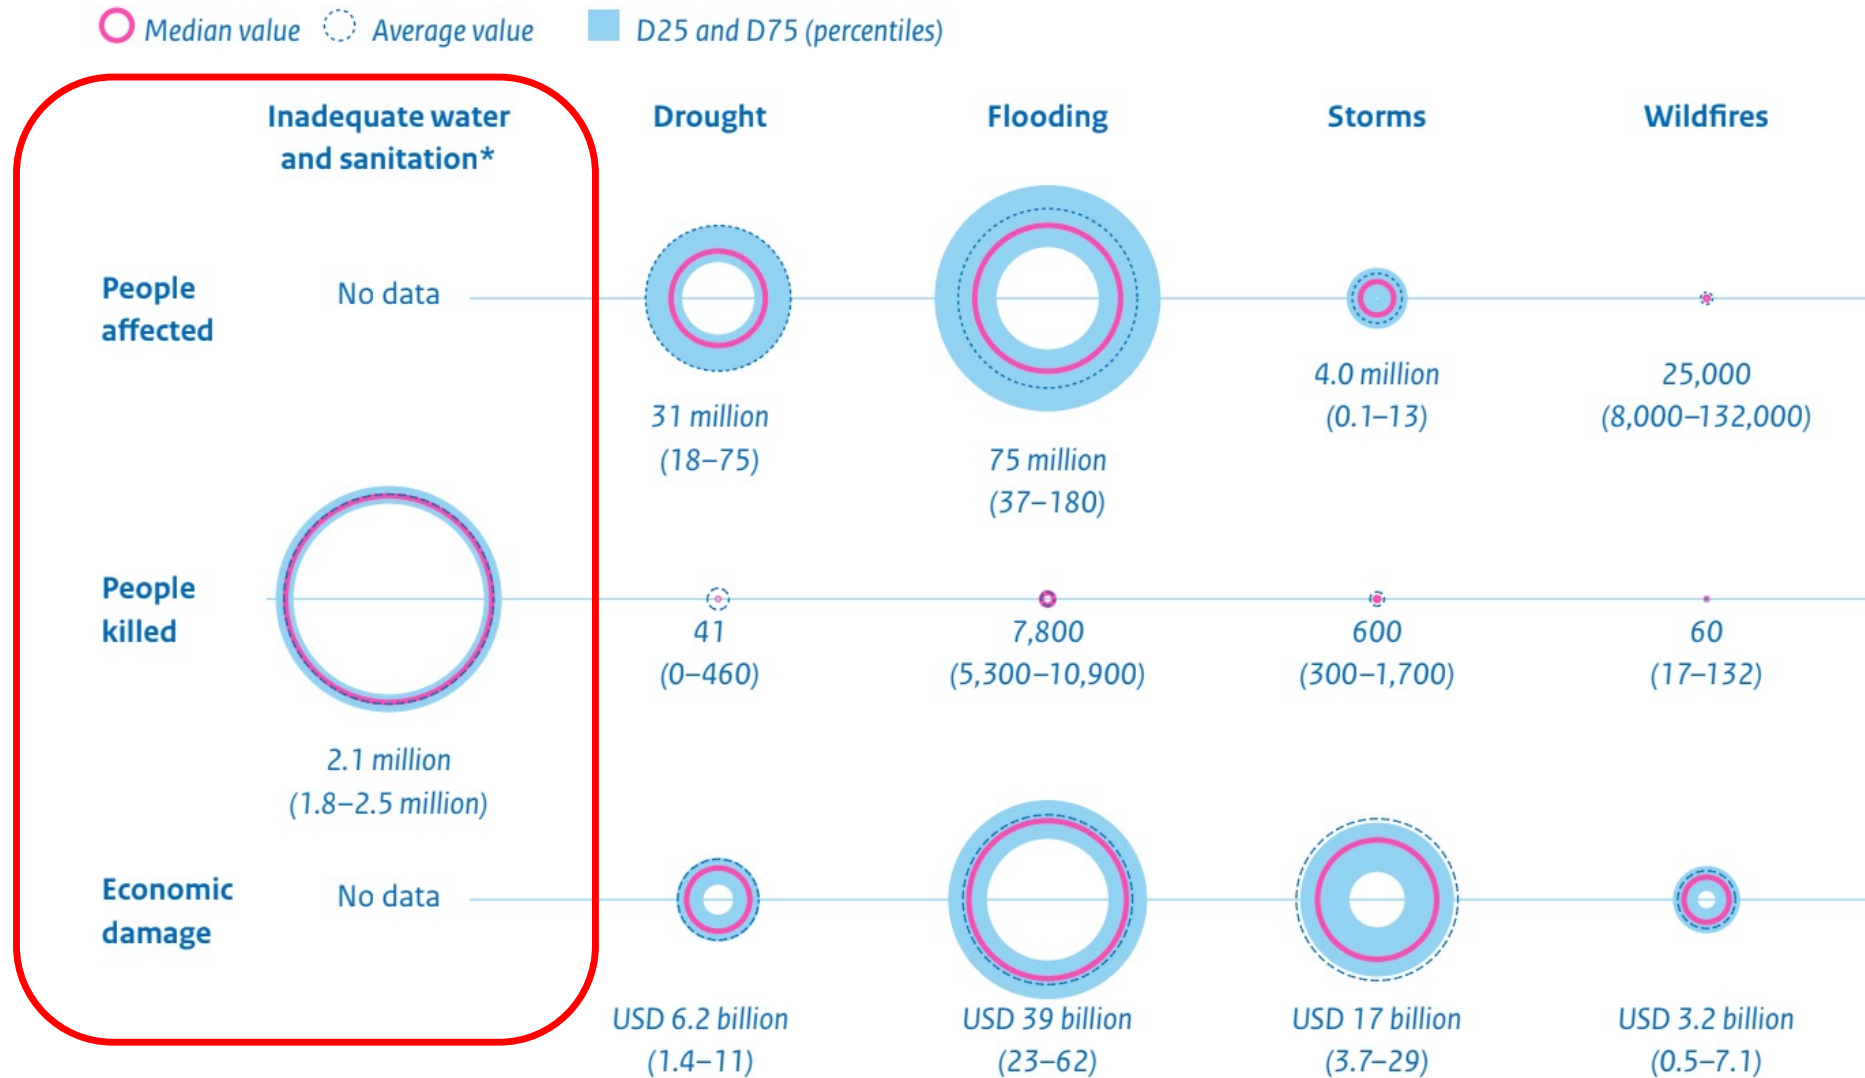 Median value Average value D25 and D75 (percentiles)
Inadequate water
and sanitation*
Drought
Flooding
Storms
Wildfires
People
affected
No data
31 million
(18–75)
75 million
(37–180)
4.0 million
(0.1–13)
25,000
(8,000–132,000)
People
killed
2.1 million
(1.8–2.5 million)
41
(0–460)
7,800
(5,300–10,900)
600
(300–1,700)
60
(17–132)
Economic
damage
No data
USD 6.2 billion
(1.4–11)
USD 39 billion
(23–62)
USD 17 billion
(3.7–29)
USD 3.2 billion
(0.5–7.1)